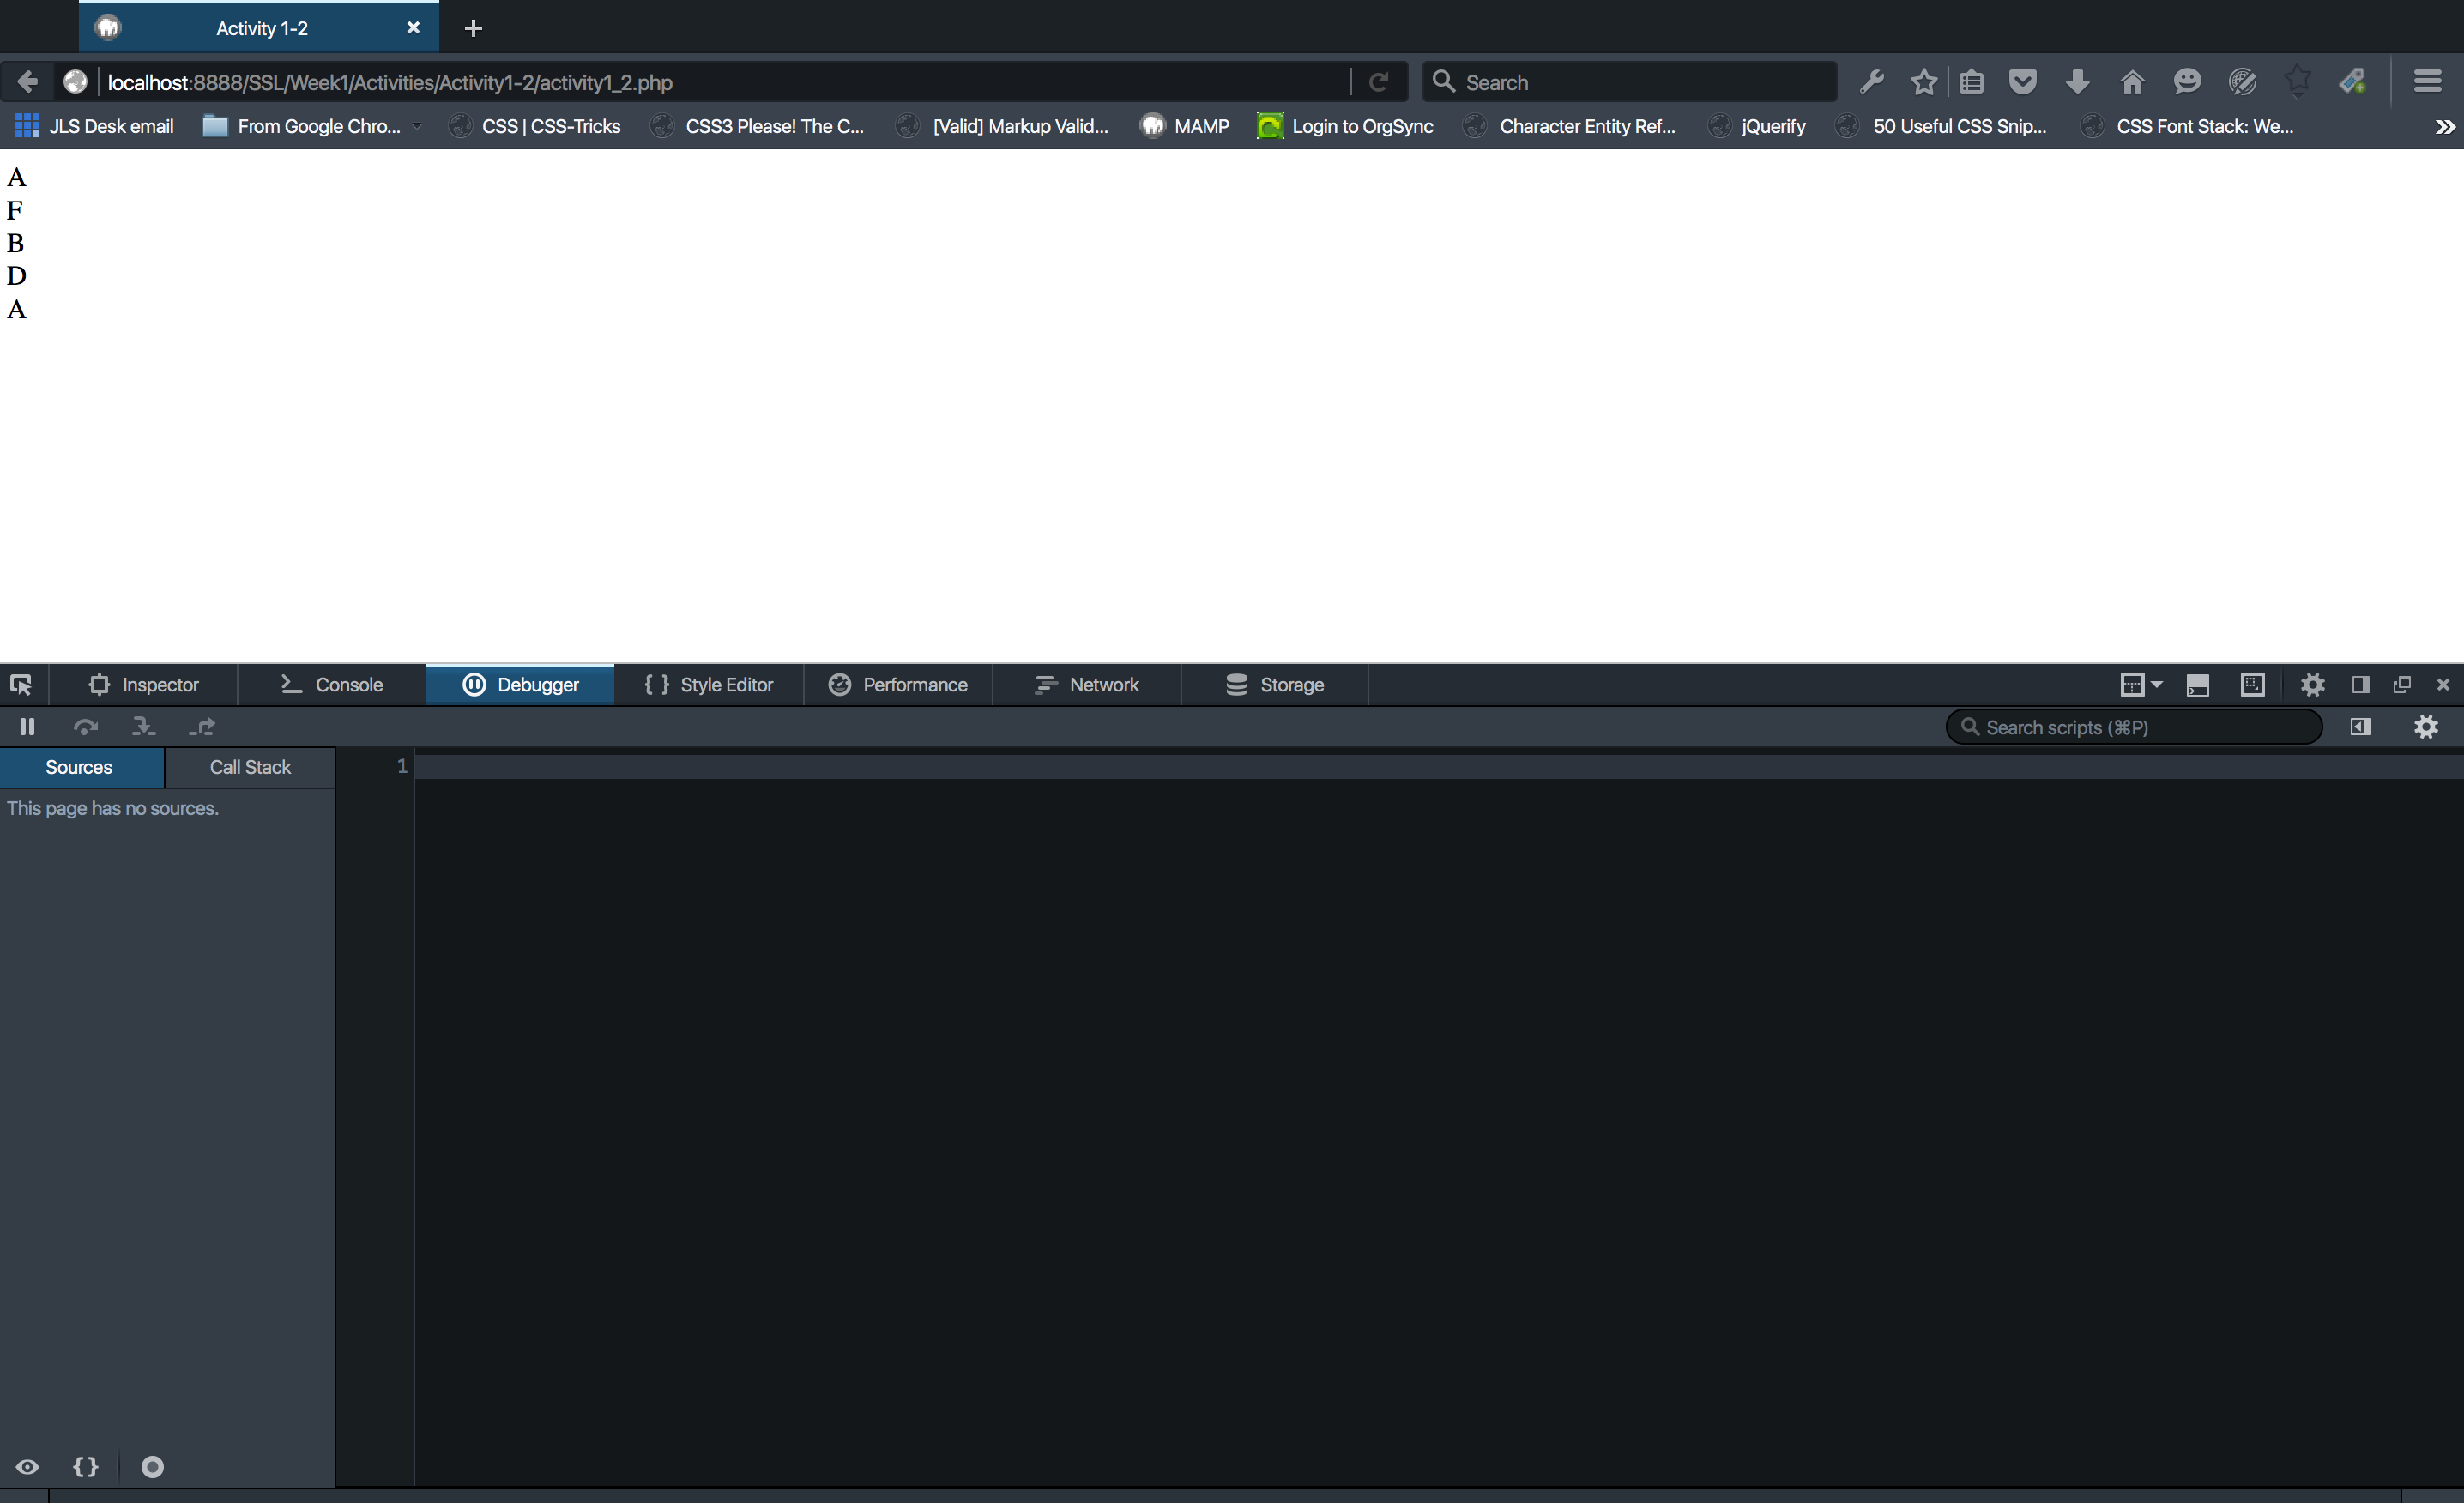 Activity 1-2
localhost:8888/SSL/Week1/Activities/Activity1-2/activity1_2.php
Search
JLS Desk email From Google Chro... CSS | CSS-Tricks CSS3 Please! The C... [Valid] Markup Valid... MAMP Login to OrgSync Character Entity Ref... jQuerify 50 Useful CSS Snip... CSS Font Stack: We...
A
F
B
D
A
Inspector Console Debugger { } Style Editor Performance Network Storage
Search scripts (⌘P)
Sources Call Stack 1
This page has no sources.
{}